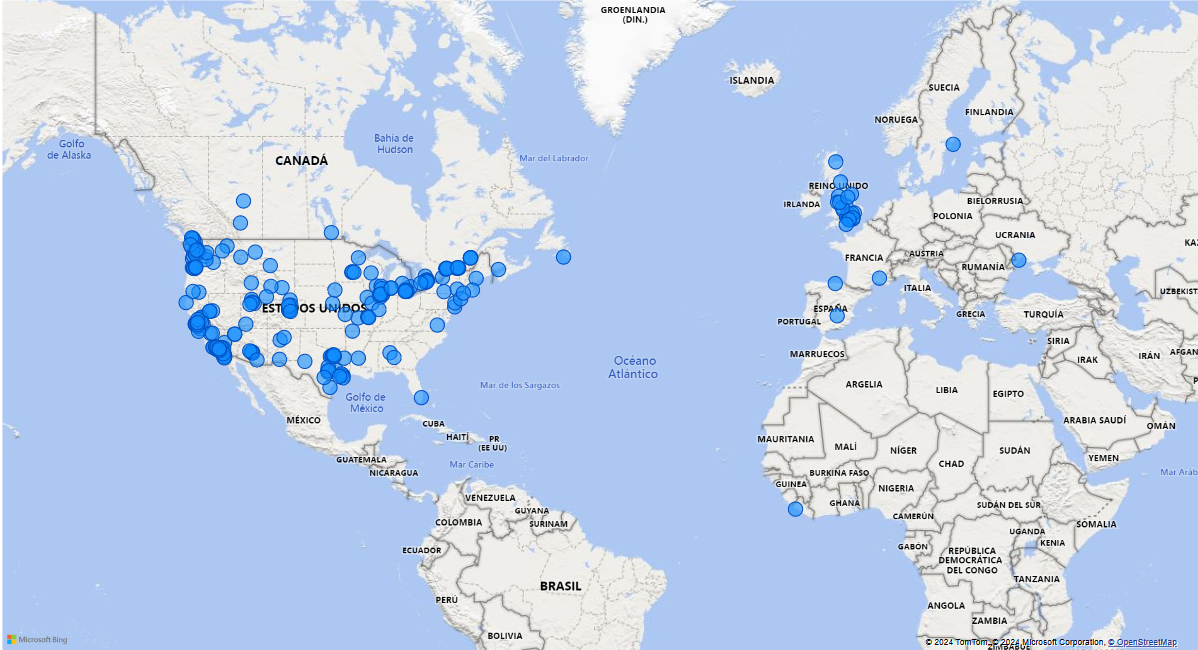 GROENLANDIA
(DIN.)
ISLANDIA
SUECIA
FINLANDIA
NORUEGA
Golfo
de Alaska
Bahía de
Hudson
CANADÁ
Mar del Labrador
REINO UNIDO
IRLANDA
BIELORRUSIA
POLONIA
UCRANIA
KA
FRANCIA
AUSTRIA
RUMANÍA
ITALIA
UZBEKIST
ESTADOS UNIDOS
ESPAÑA
PORTUGAL
GRECIA
TURQUÍA
SIRIA
IRAK
IRÁN
AFGAN
MARRUECOS
Océano
Atlántico
P
Mar de los Sargazos
ARGELIA
LIBIA
EGIPTO
Golfo de
México
MÉXICO
CUBA
HAITÍ
PR
(EE UU)
ARABIA SAUDÍ
OMÁN
MAURITANIA
MALÍ
NÍGER
CHAD
SUDÁN
YEMEN
GUATEMALA
NICARAGUA
Mar Caribe
BURKINA FASO
GUINEA
NIGERIA
Mar Aráb
VENEZUELA
GUYANA
SURINAM
COLOMBIA
GHANA
CAMERÚN
SUDÁN DEL SUR
SOMALIA
UGANDA
KENIA
ECUADOR
GABÓN
REPÚBLICA
DEMOCRÁTICA
DEL CONGO
TANZANIA
BRASIL
PERÚ
ANGOLA
ZAMBIA
BOLIVIA
Microsoft Bing
© 2024 TomTom, © 2024 Microsoft Corporation, © OpenStreetMap
ZIMBABUE